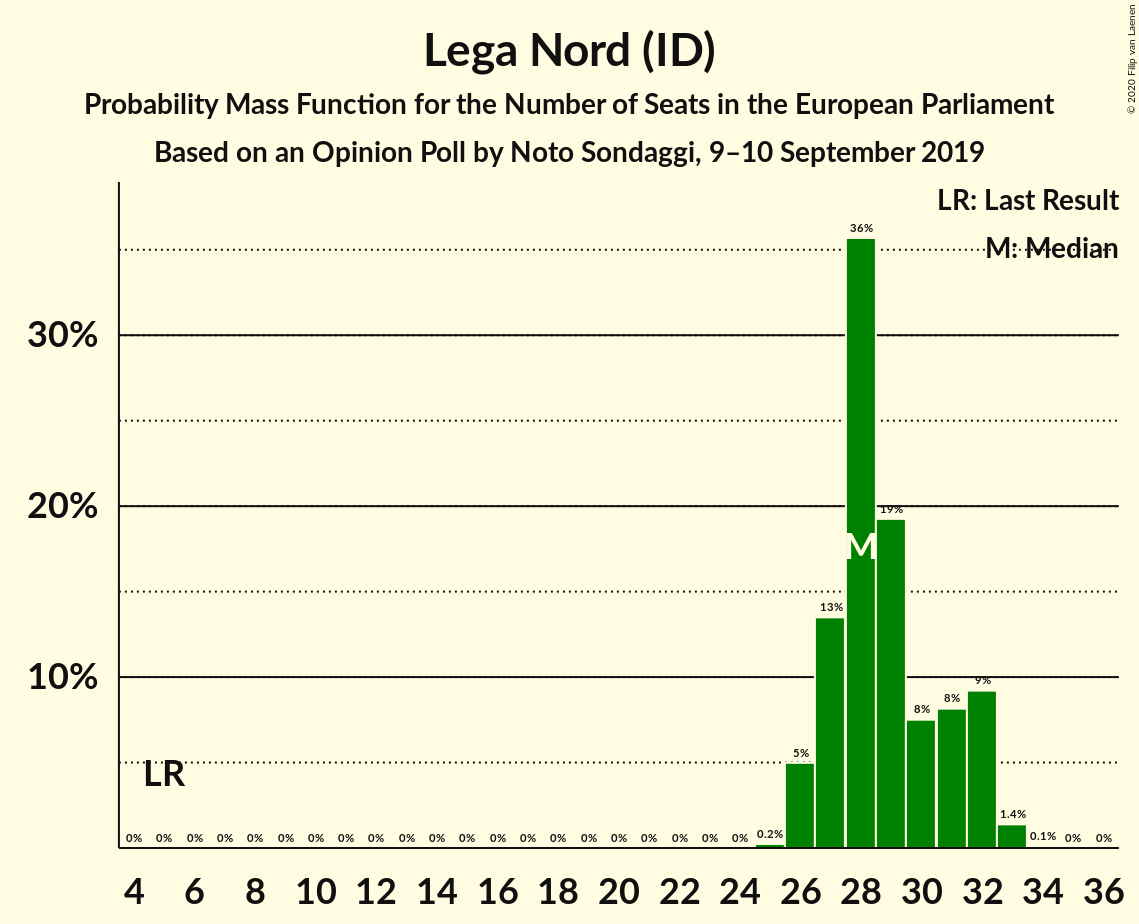 © 2020 Filip van Laenen
Lega Nord (ID)
Probability Mass Function for the Number of Seats in the European Parliament
Based on an Opinion Poll by Noto Sondaggi, 9–10 September 2019
LR: Last Result
M: Median
36%
30%
20%
19%
M
13%
10%
9%
8%
8%
5%
LR
1.4%
0% 0% 0% 0% 0% 0% 0% 0% 0% 0% 0% 0% 0% 0% 0% 0% 0% 0% 0% 0% 0% 0.2% 0.1% 0% 0%
4 6 8 10 12 14 16 18 20 22 24 26 28 30 32 34 36